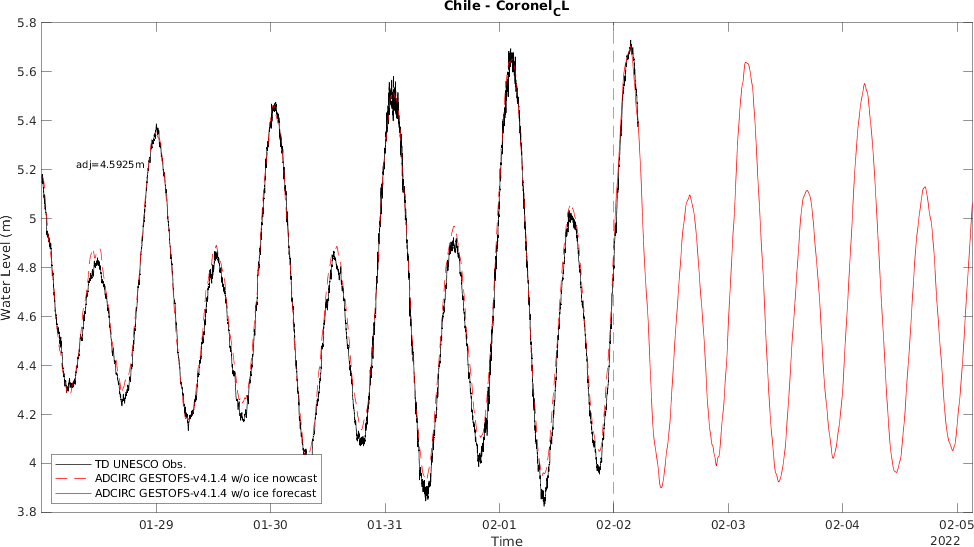 Chile - Coronel_CL
5.8
5.6
5.4
5.2
5
4.8
4.6
4.4
4.2
4
3.8
Water Level (m)
adj=4.5925m
TD UNESCO Obs.
ADCIRC GESTOFS-v4.1.4 w/o ice nowcast
ADCIRC GESTOFS-v4.1.4 w/o ice forecast
01-29 01-30 01-31 02-01 02-02 02-03 02-04 02-05
Time
2022